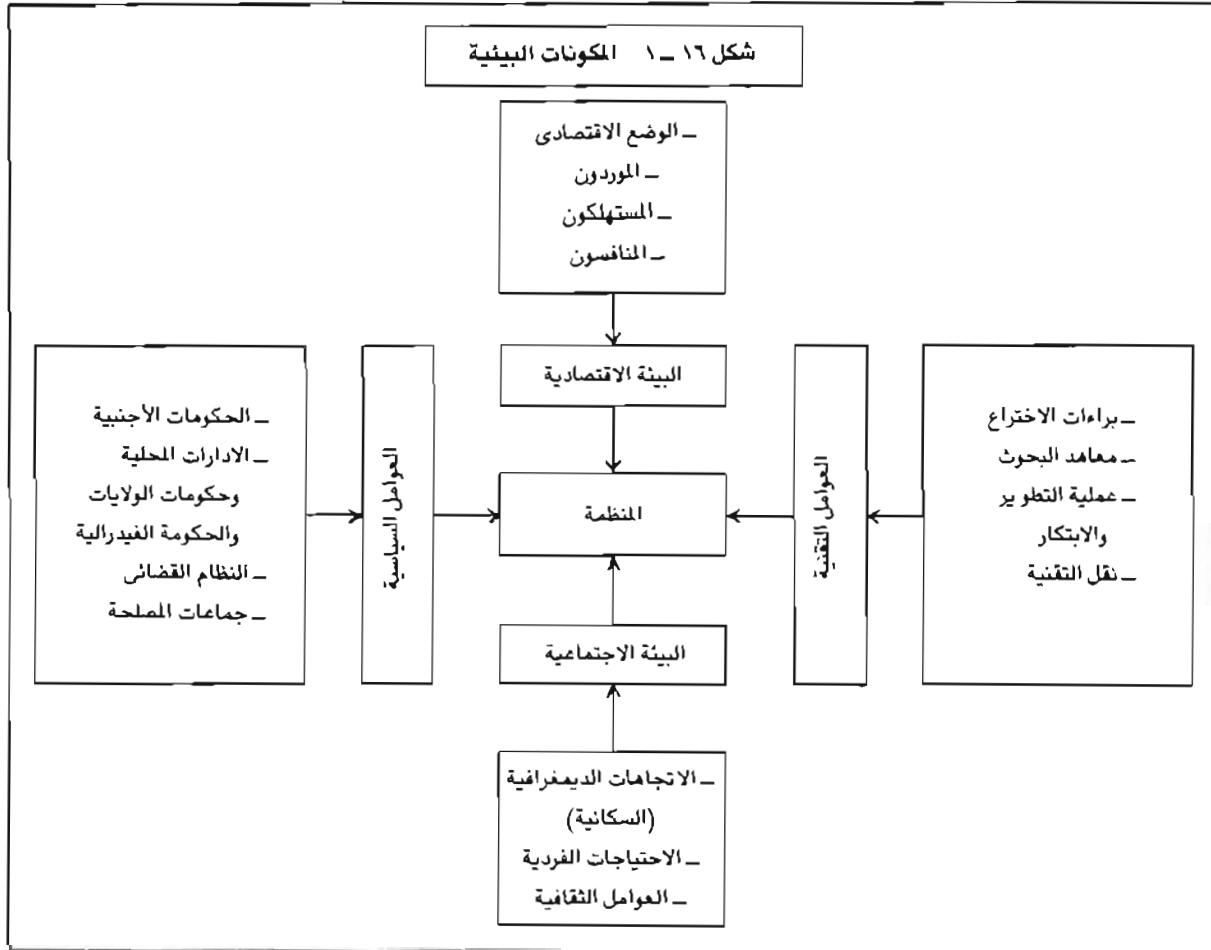 شكل ١٦ – ١ المكونات البيئية
– الوضع الاقتصادى
– الموردون
– المستهلكون
– المنافسون
البيئة الاقتصادية
– براءات الاختراع
– معاهد البحوث
– عملية التطوير
والابتكار
– نقل التقنية
العوامل التقنية
المنظمة
العوامل السياسية
– الحكومات الأجنبية
– الادارات المحلية
وحكومات الولايات
والحكومة الفيدرالية
– النظام القضائى
– جماعات المصلحة
البيئة الاجتماعية
– الاتجاهات الديمغرافية
(السكانية)
– الاحتياجات الفردية
– العوامل الثقافية